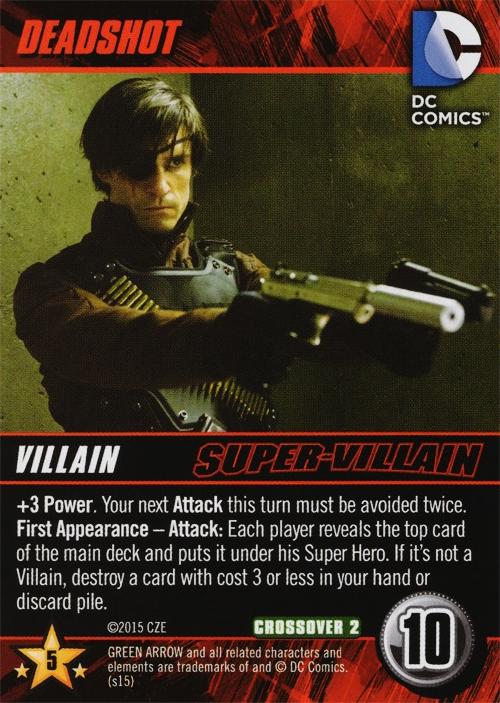 DEADSHOT
DC
COMICS™
VILLAIN
SUPER-VILLAIN
+3 Power. Your next Attack this turn must be avoided twice.
First Appearance – Attack: Each player reveals the top card
of the main deck and puts it under his Super Hero. If it's not a
Villain, destroy a card with cost 3 or less in your hand or
discard pile.
©2015 CZE
CROSSOVER 2
10
5
GREEN ARROW and all related characters and
elements are trademarks of and © DC Comics.
(s15)